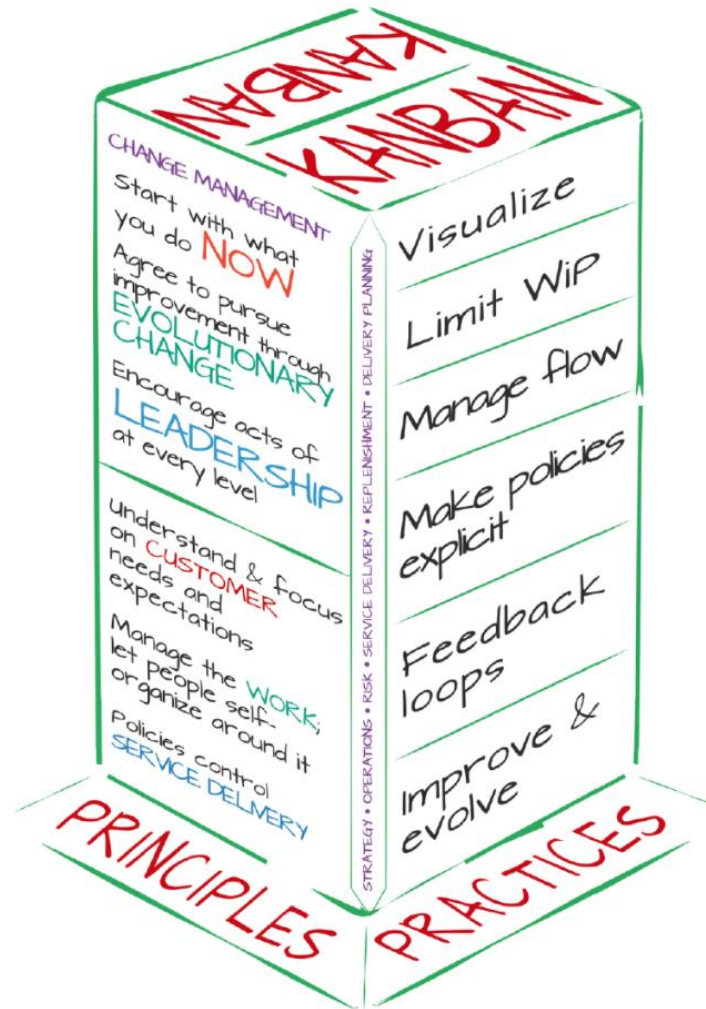 KANBAN
KANBAN
CHANGE MANAGEMENT
Start with what
you do NOW
Agree to pursue
improvement through
EVOLUTIONARY
CHANGE
Encourage acts of
LEADERSHIP
at every level
Understand & focus
on CUSTOMER
needs and
expectations
Manage the WORK;
let people self-
organize around it
Policies control
SERVICE DELIVERY
STRATEGY • OPERATIONS • RISK • SERVICE DELIVERY • REPLENISHMENT • DELIVERY PLANNING
Visualize
Limit WiP
Manage flow
Make policies
explicit
Feedback
loops
Improve &
evolve
PRINCIPLES
PRACTICES